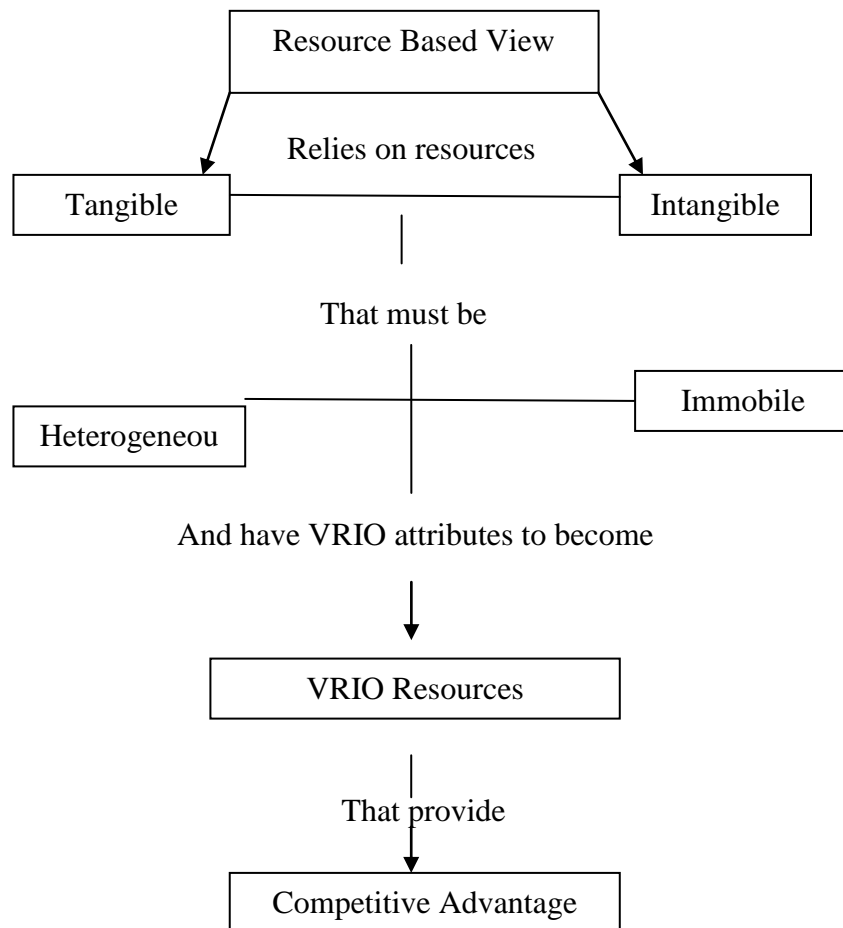 Resource Based View
Relies on resources
Tangible
Intangible
That must be
Immobile
Heterogeneou
And have VRIO attributes to become
VRIO Resources
That provide
Competitive Advantage